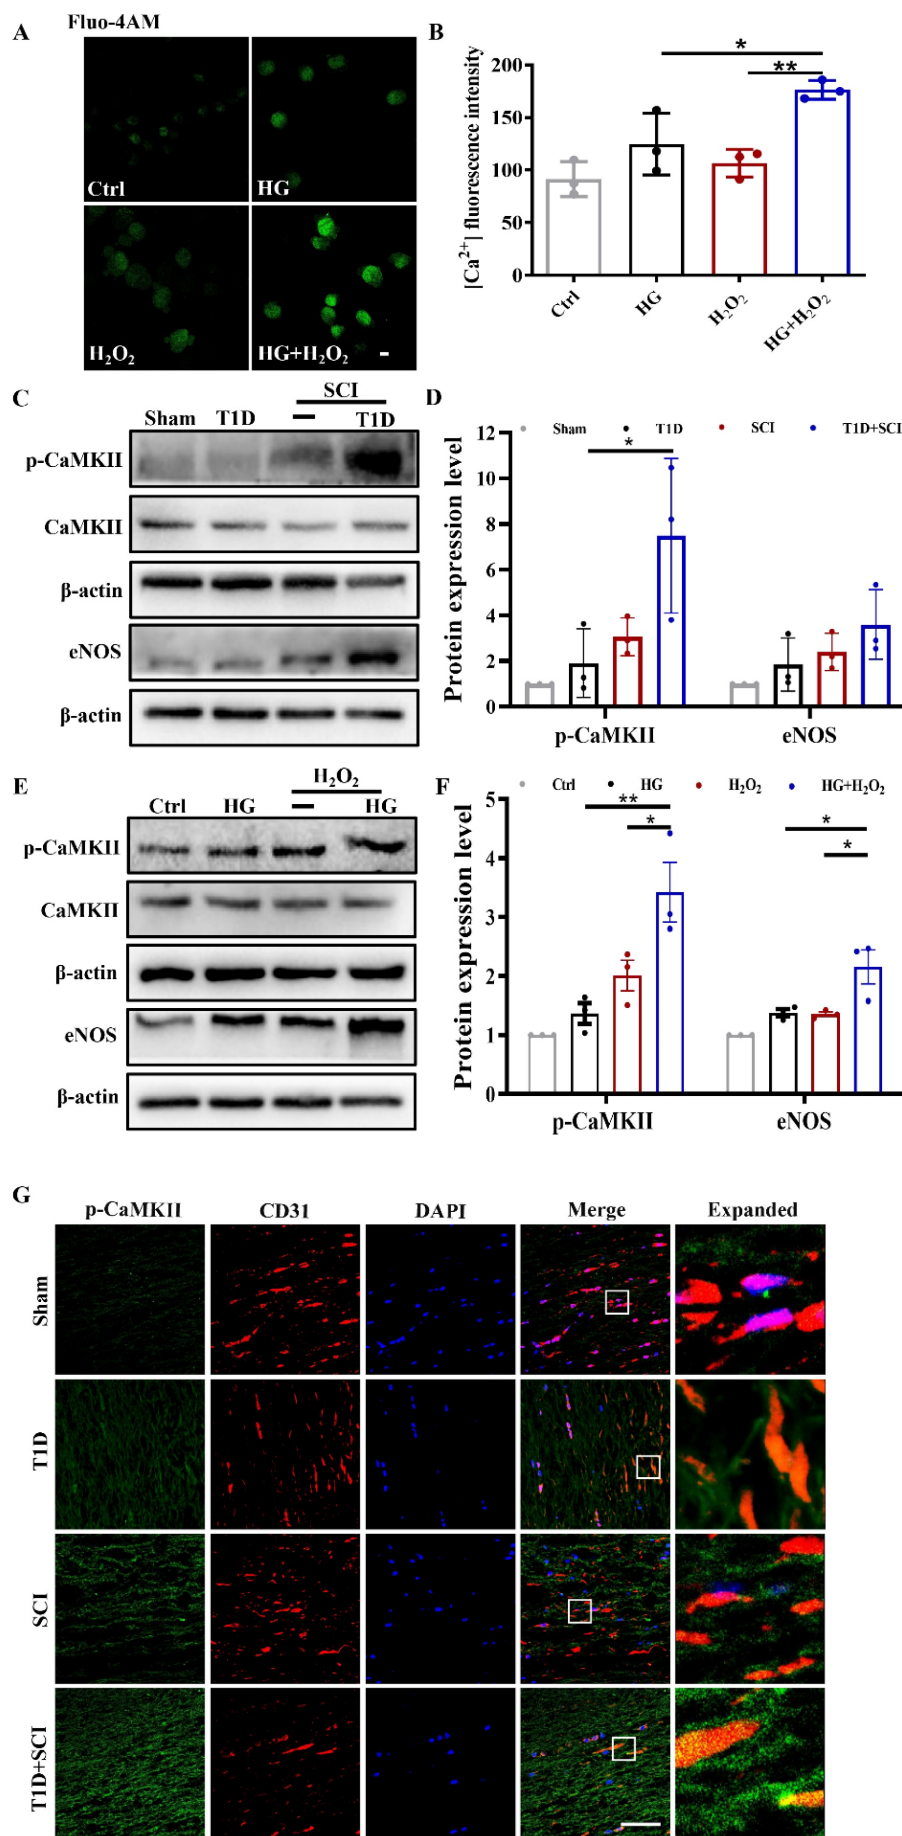 A
Fluo-4AM
Ctrl
HG
H₂O₂
HG+H₂O₂
B
[Ca²⁺] fluorescence intensity
200
150
100
50
0
*
**
Ctrl
HG
H₂O₂
HG+H₂O₂
C
SCI
Sham T1D – T1D
p-CaMKII
CaMKII
β-actin
eNOS
β-actin
D
Sham T1D SCI T1D+SCI
Protein expression level
12
10
8
6
4
2
0
*
p-CaMKII eNOS
E
H₂O₂
Ctrl HG – HG
p-CaMKII
CaMKII
β-actin
eNOS
β-actin
F
Ctrl HG H₂O₂ HG+H₂O₂
Protein expression level
5
4
3
2
1
0
**
*
*
*
p-CaMKII eNOS
G
p-CaMKII CD31 DAPI Merge Expanded
Sham
T1D
SCI
T1D+SCI